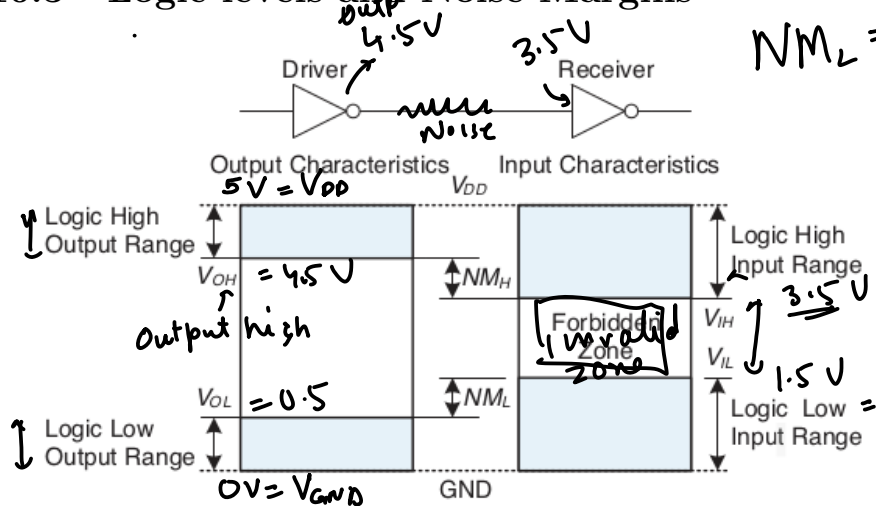 Logic levels and Noise Margins
outp
4.5V
3.5V
NM_L =
Driver
Receiver
Noise
Output Characteristics
Input Characteristics
5V = V_DD
V_DD
Logic High
Output Range
V_OH = 4.5V
NM_H
Logic High
Input Range
Output high
Forbidden
Zone
invalid
zone
V_IH
3.5V
V_IL
1.5V
V_OL = 0.5
NM_L
Logic Low =
Input Range
Logic Low
Output Range
0V = V_GND
GND